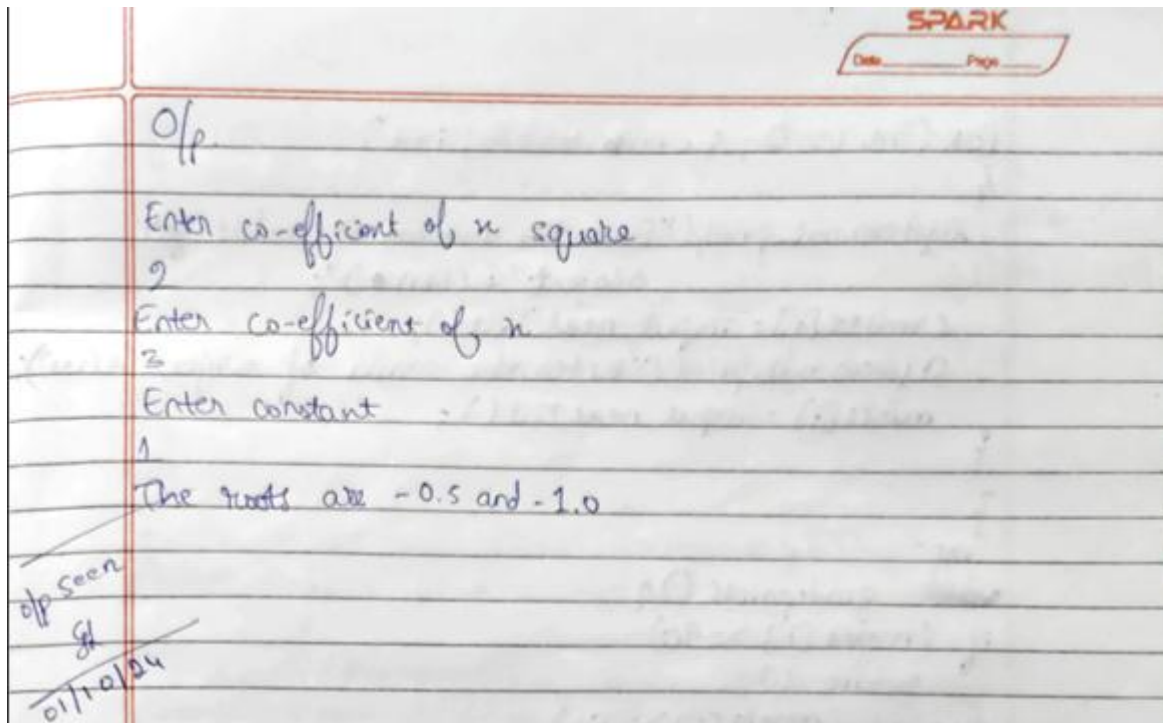 SPARK
Date Page
O/p.
Enter co-efficient of x square
2
Enter co-efficient of x
3
Enter constant
1
The roots are -0.5 and -1.0
o/p seen
01/10/24